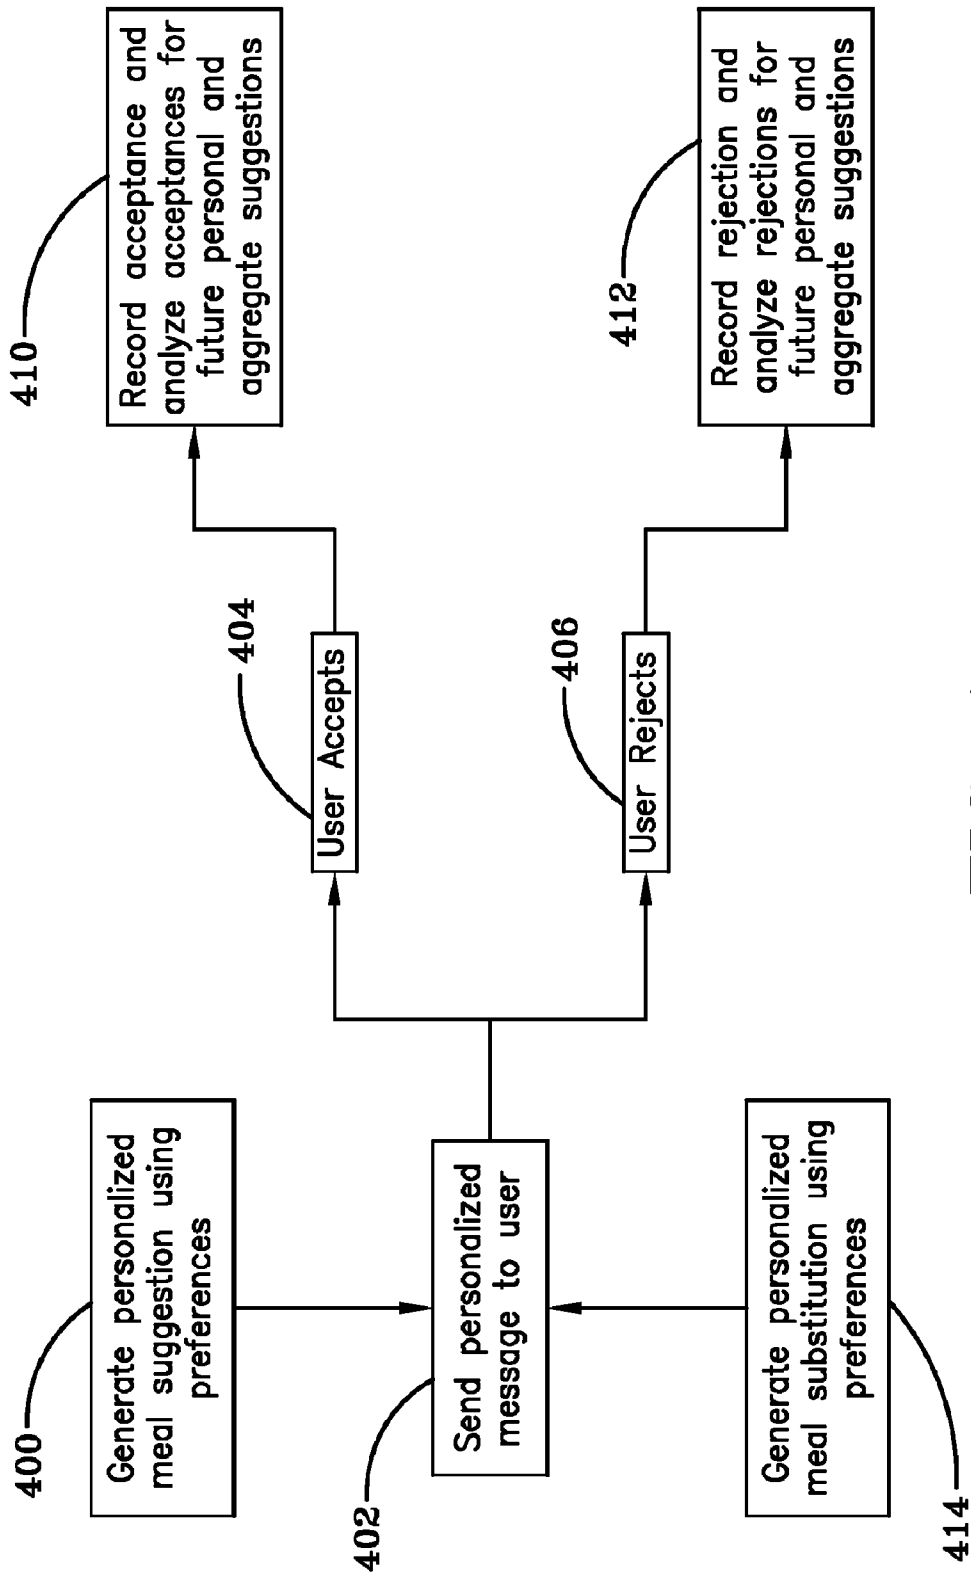 400
Generate personalized
meal suggestion using
preferences
402
Send personalized
message to user
414
Generate personalized
meal substitution using
preferences
404
User Accepts
406
User Rejects
410
Record acceptance and
analyze acceptances for
future personal and
aggregate suggestions
412
Record rejection and
analyze rejections for
future personal and
aggregate suggestions